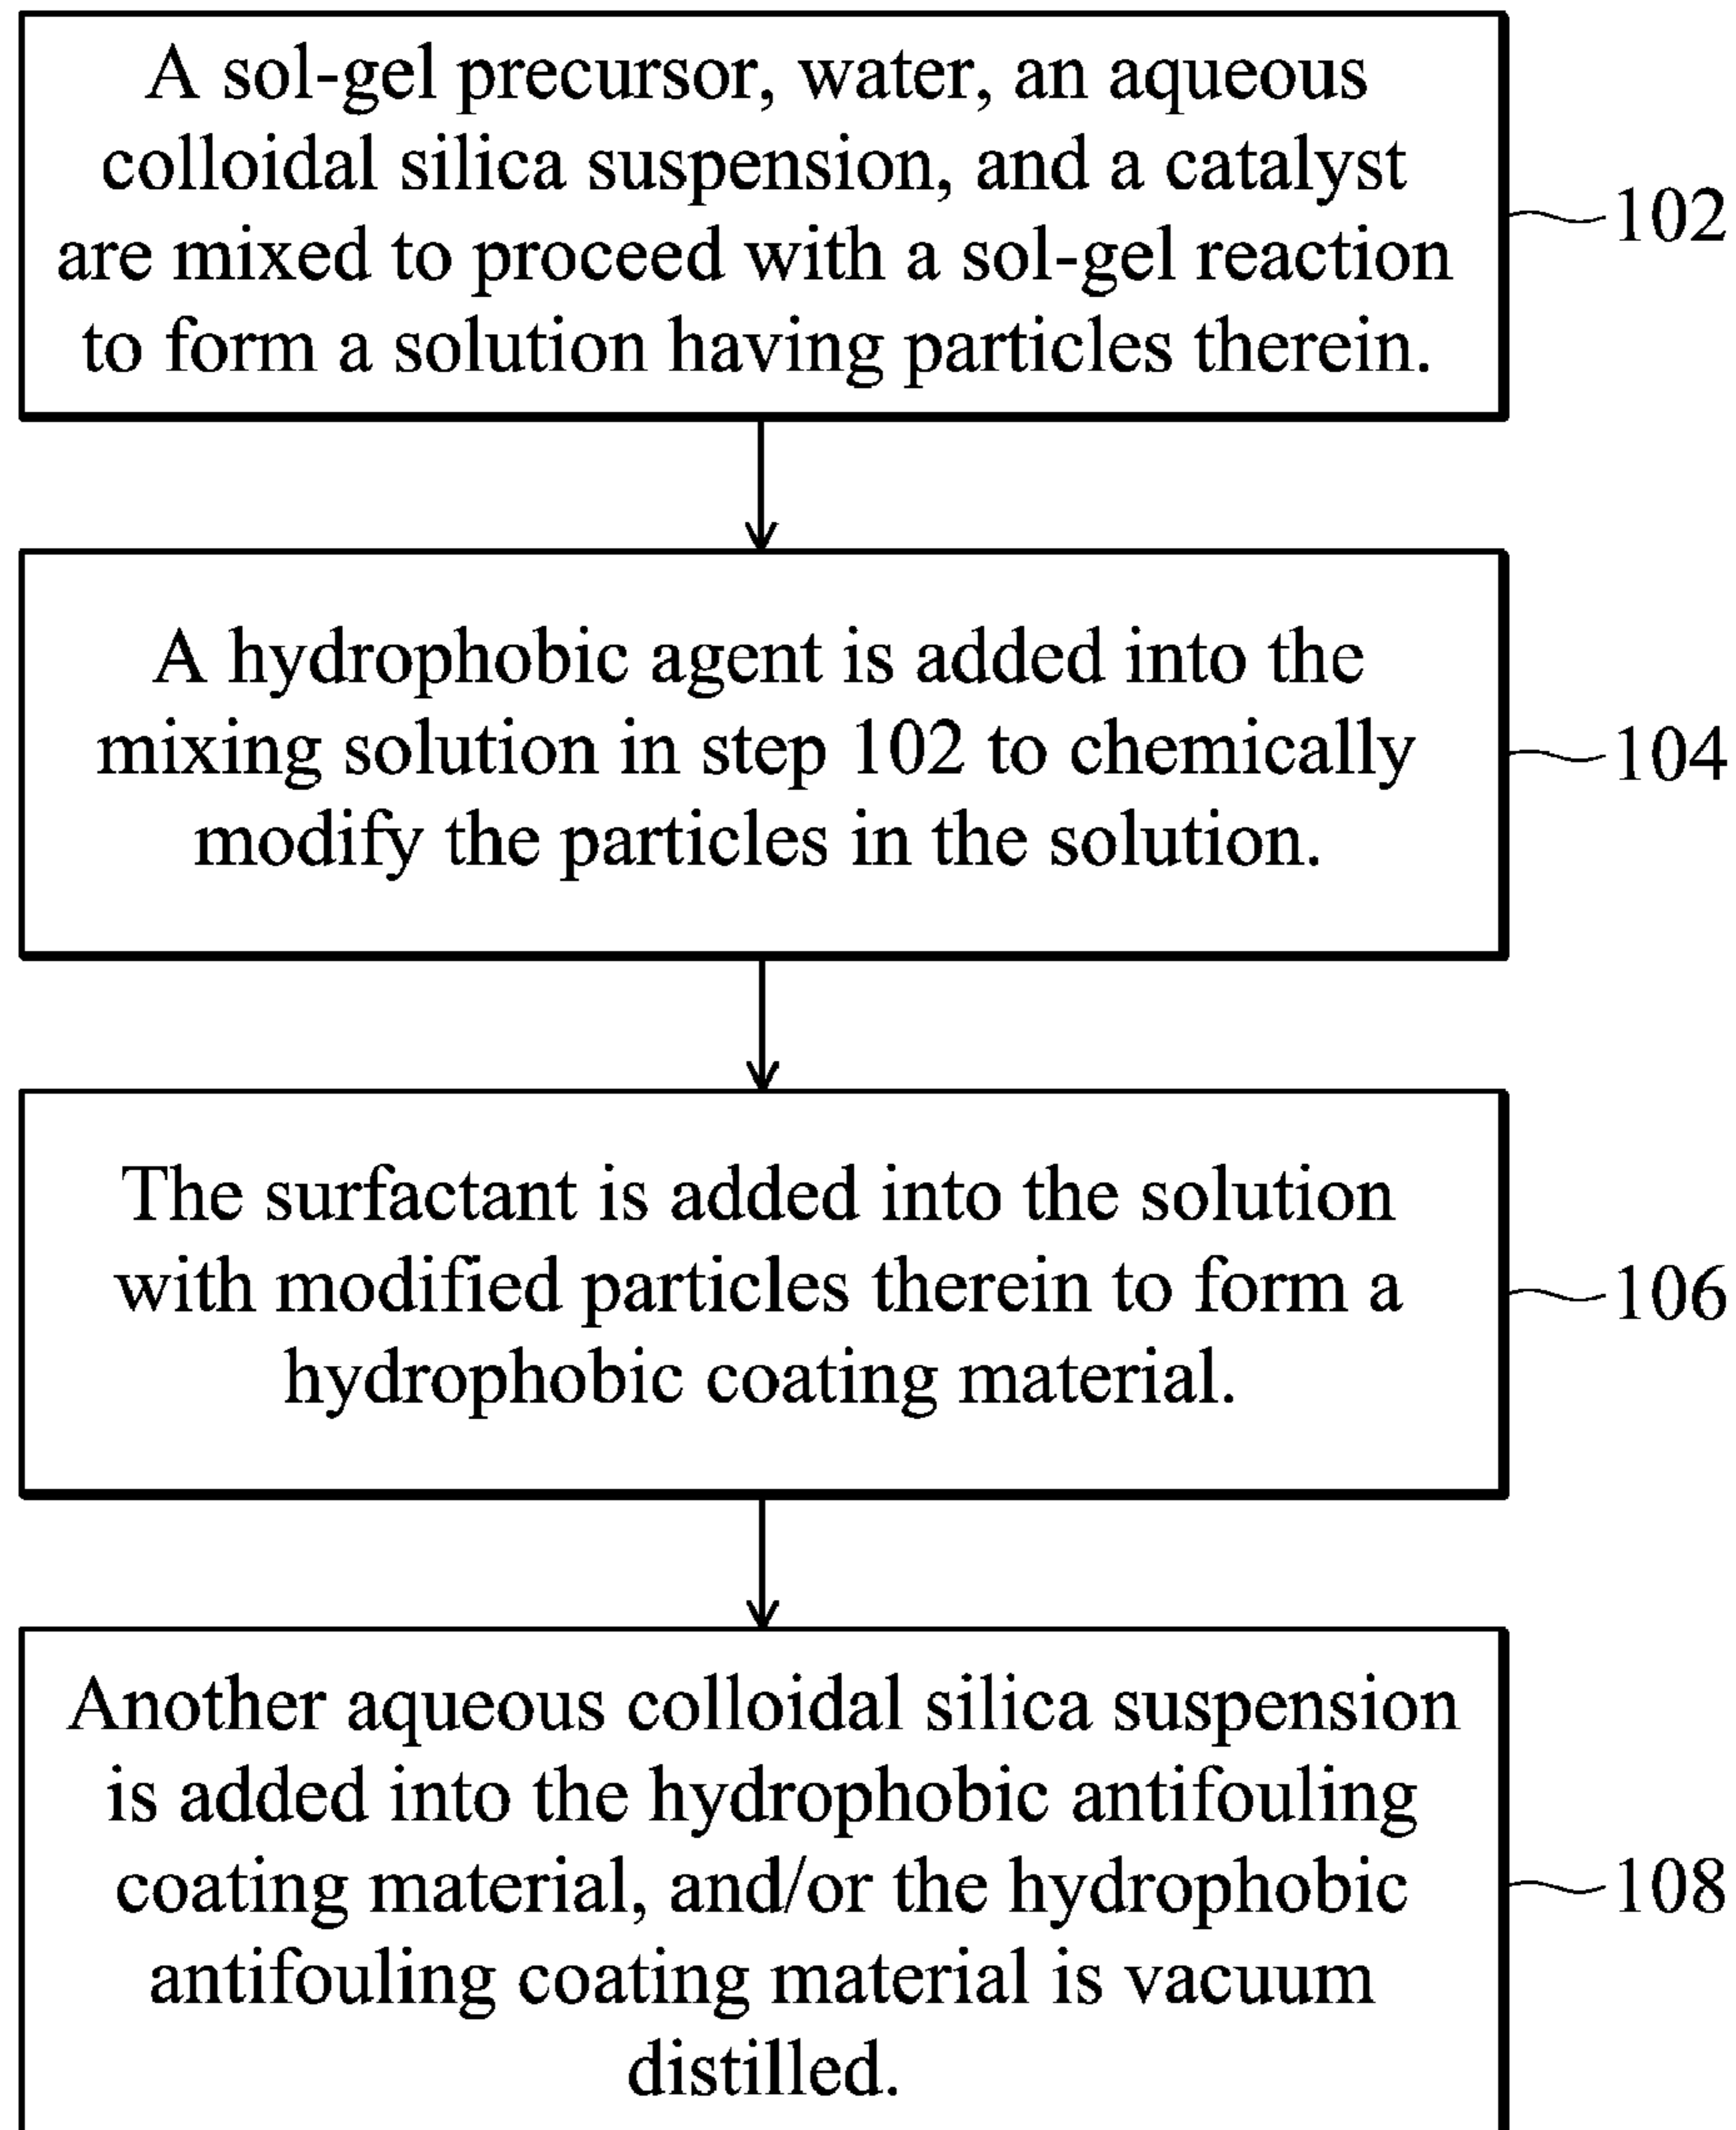 A sol-gel precursor, water, an aqueous
colloidal silica suspension, and a catalyst
are mixed to proceed with a sol-gel reaction
to form a solution having particles therein.
102
A hydrophobic agent is added into the
mixing solution in step 102 to chemically
modify the particles in the solution.
104
The surfactant is added into the solution
with modified particles therein to form a
hydrophobic coating material.
106
Another aqueous colloidal silica suspension
is added into the hydrophobic antifouling
coating material, and/or the hydrophobic
antifouling coating material is vacuum
distilled.
108